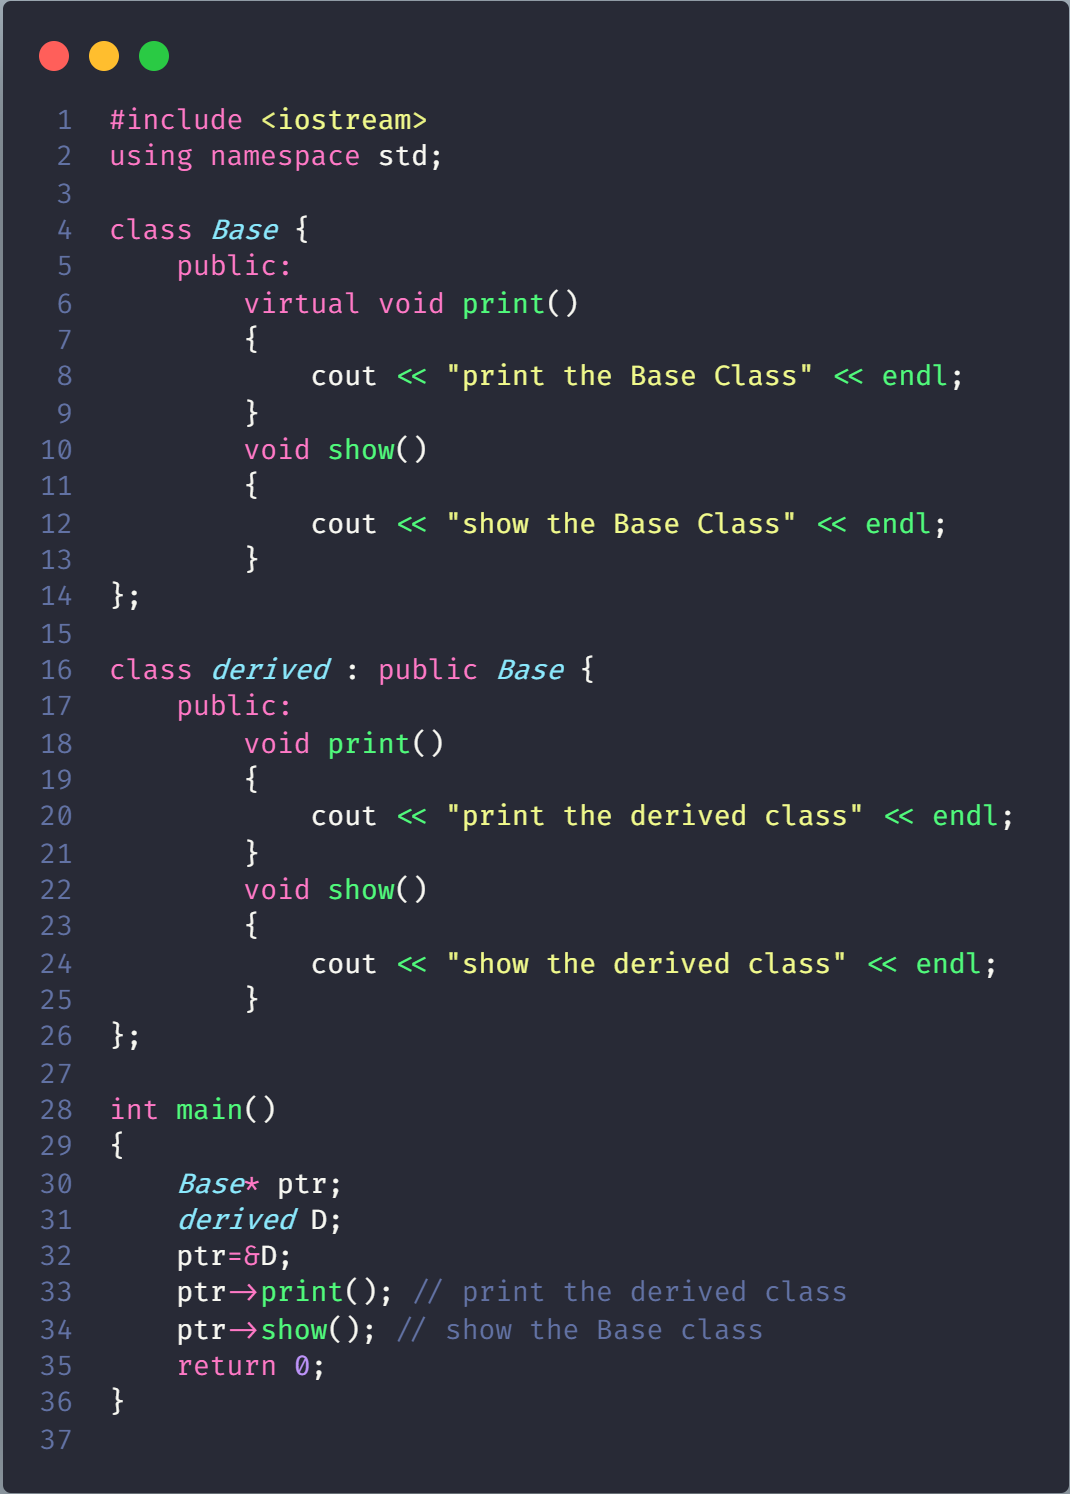 1 #include <iostream>
2 using namespace std;
3
4 class Base {
5     public:
6         virtual void print()
7         {
8             cout << "print the Base Class" << endl;
9         }
10         void show()
11         {
12             cout << "show the Base Class" << endl;
13         }
14 };
15
16 class derived : public Base {
17     public:
18         void print()
19         {
20             cout << "print the derived class" << endl;
21         }
22         void show()
23         {
24             cout << "show the derived class" << endl;
25         }
26 };
27
28 int main()
29 {
30     Base* ptr;
31     derived D;
32     ptr=&D;
33     ptr->print(); // print the derived class
34     ptr->show(); // show the Base class
35     return 0;
36 }
37